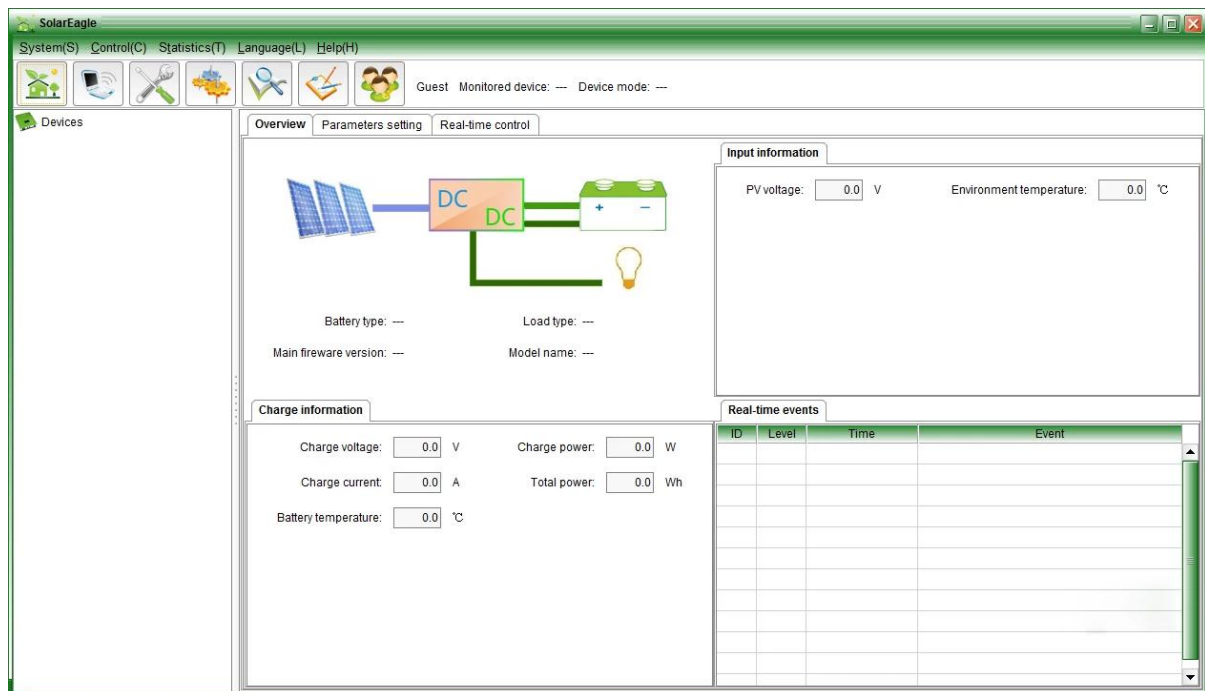 SolarEagle
System(S) Control(C) Statistics(T) Language(L) Help(H)
Guest Monitored device: --- Device mode: ---
Devices
Overview Parameters setting Real-time control
DC
DC
+ −
Battery type: --- Load type: ---
Main fireware version: --- Model name: ---
Input information
PV voltage: 0.0 V Environment temperature: 0.0 ℃
Charge information
Charge voltage: 0.0 V Charge power: 0.0 W
Charge current: 0.0 A Total power: 0.0 Wh
Battery temperature: 0.0 ℃
Real-time events
ID Level Time Event